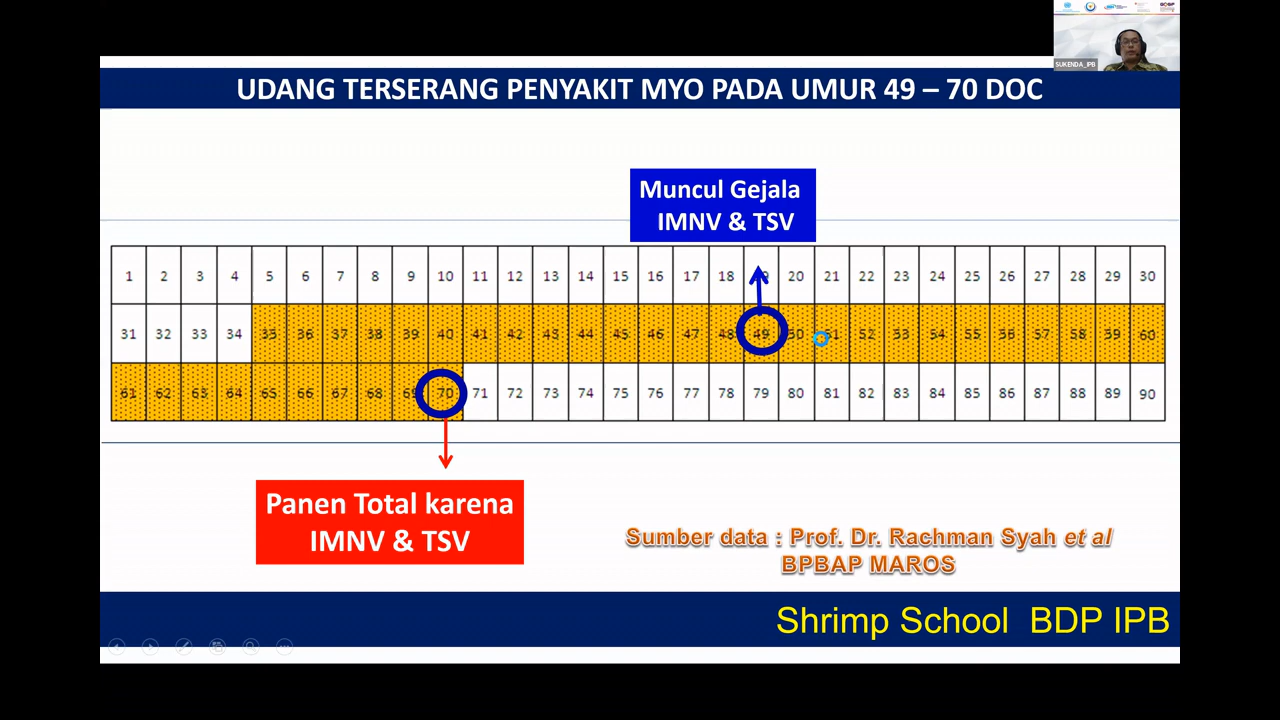 SUKENDA_IPB
UDANG TERSERANG PENYAKIT MYO PADA UMUR 49 – 70 DOC
Muncul Gejala
IMNV & TSV
1 2 3 4 5 6 7 8 9 10 11 12 13 14 15 16 17 18 20 21 22 23 24 25 26 27 28 29 30
31 32 33 34 35 36 37 38 39 40 41 42 43 44 45 46 47 48 49 50 51 52 53 54 55 56 57 58 59 60
61 62 63 64 65 66 67 68 69 70 71 72 73 74 75 76 77 78 79 80 81 82 83 84 85 86 87 88 89 90
Panen Total karena
IMNV & TSV
Sumber data : Prof. Dr. Rachman Syah et al
BPBAP MAROS
Shrimp School BDP IPB